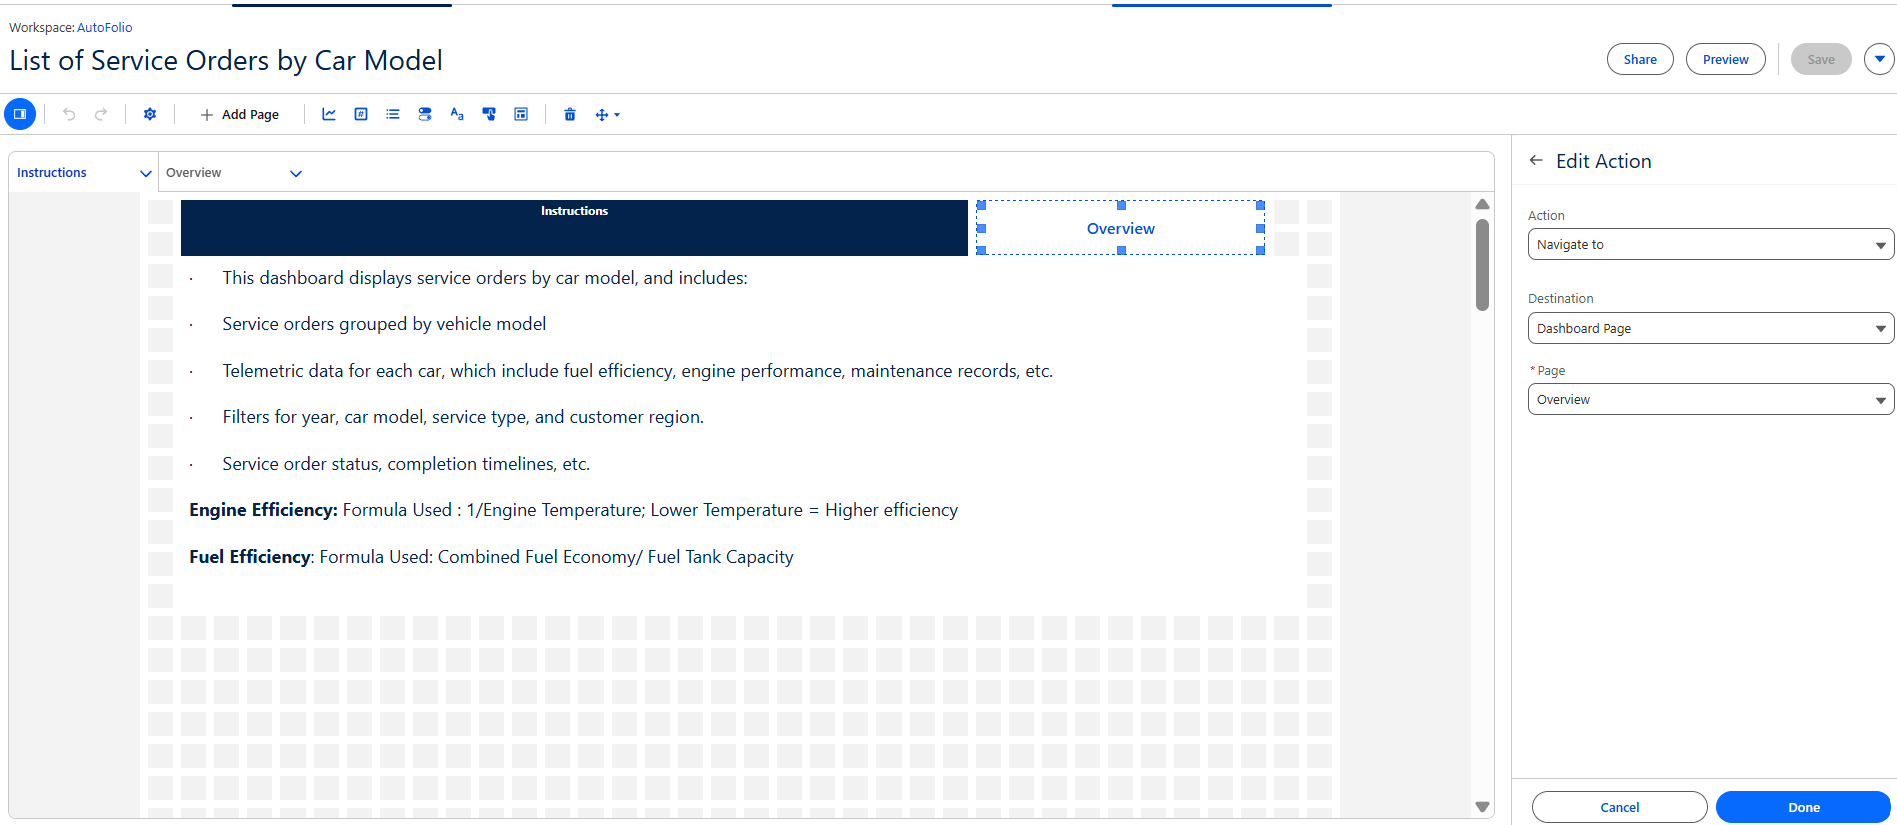 Workspace: AutoFolio
List of Service Orders by Car Model
Share
Preview
Save
Add Page
Instructions
Overview
Instructions
Overview
· This dashboard displays service orders by car model, and includes:
· Service orders grouped by vehicle model
· Telemetric data for each car, which include fuel efficiency, engine performance, maintenance records, etc.
· Filters for year, car model, service type, and customer region.
· Service order status, completion timelines, etc.
Engine Efficiency: Formula Used : 1/Engine Temperature; Lower Temperature = Higher efficiency
Fuel Efficiency: Formula Used: Combined Fuel Economy/ Fuel Tank Capacity
Edit Action
Action
Navigate to
Destination
Dashboard Page
* Page
Overview
Cancel
Done